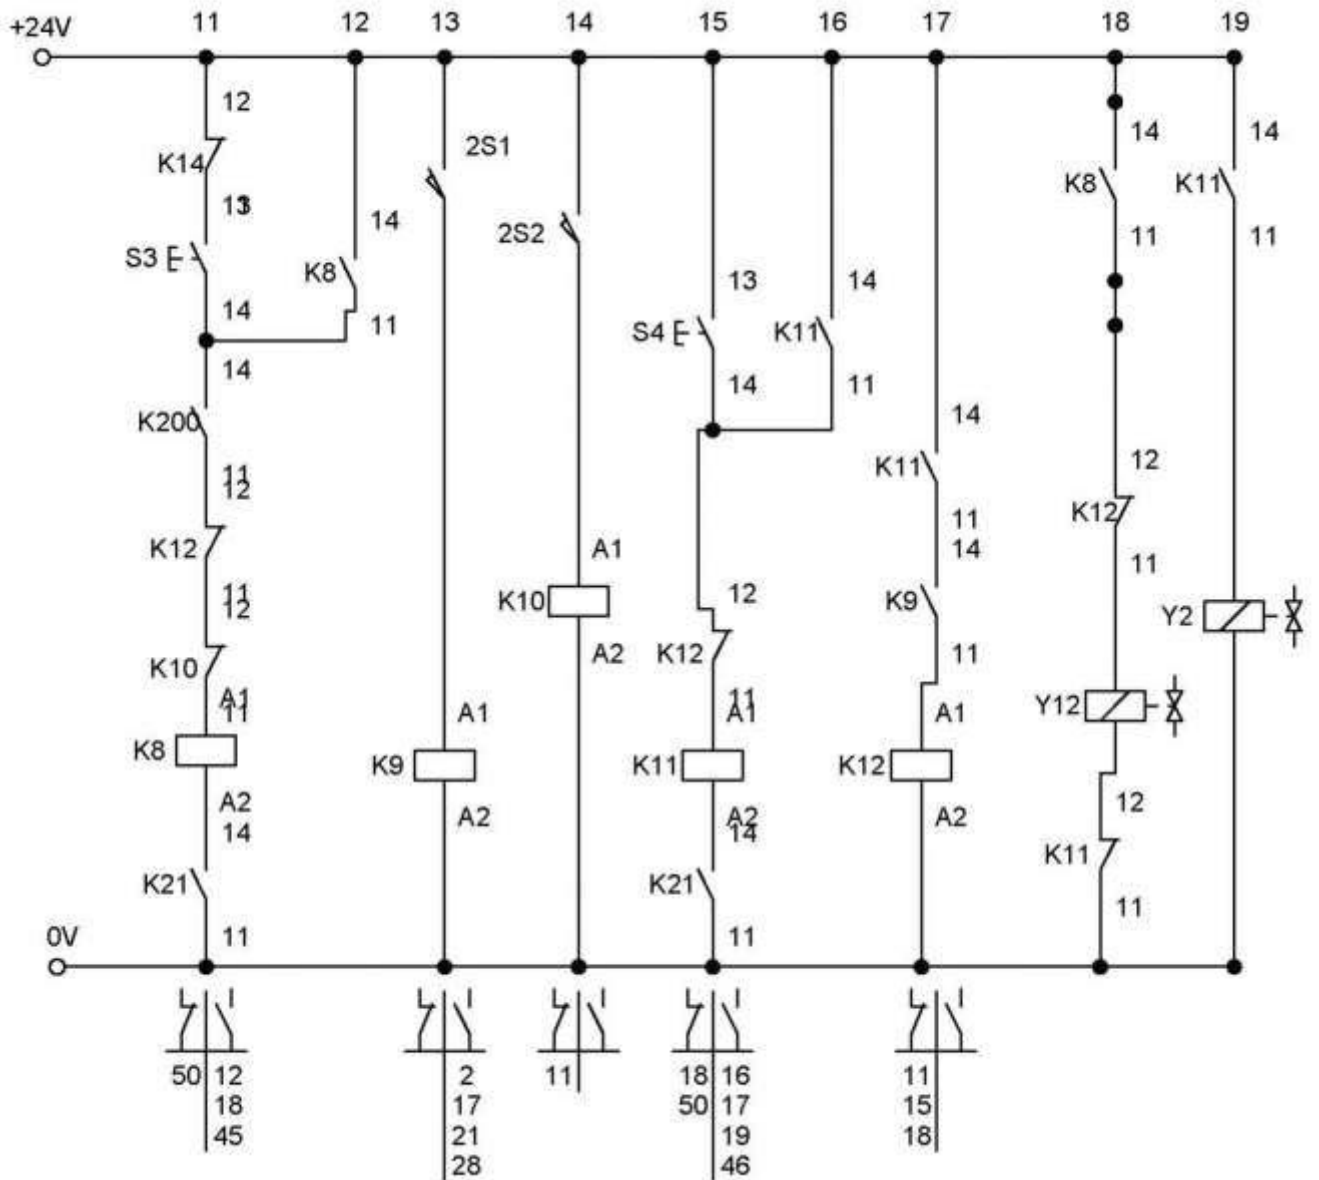 11 12 13 14 15 16 17 18 19
+24V
12
14 14
2S1
K14
K8 K11
13
14
2S2
11 11
S3
K8
13 14
14
11
S4 K11
14
14 11
14
K200
12
K11
11
12
11
14
K12
K12
A1
11
11
12
12
K10
K9
Y2
A2
K12
11
K10
A1
11
11
A1
A1
A1
Y12
K8
K9
K11
K12
A2
14
A2
A2
14
A2
12
K11
K21
K21
11
0V
11
11
50 12
18
45
2
17
21
28
11
18 16
50 17
19
46
11
15
18